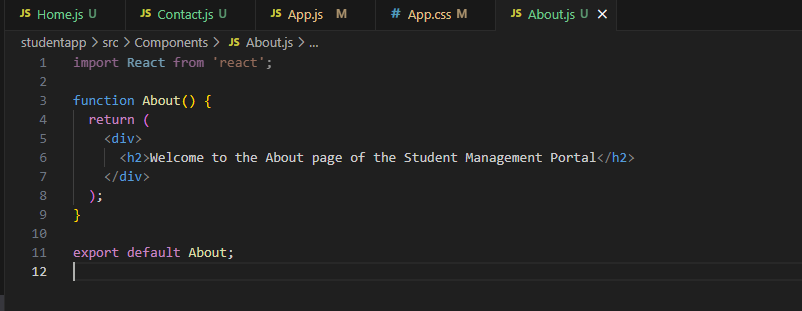 JS Home.js U JS Contact.js U JS App.js M # App.css M JS About.js U ×
studentapp > src > Components > JS About.js > ...
1 import React from 'react';
2
3 function About() {
4   return (
5     <div>
6       <h2>Welcome to the About page of the Student Management Portal</h2>
7     </div>
8   );
9 }
10
11 export default About;
12